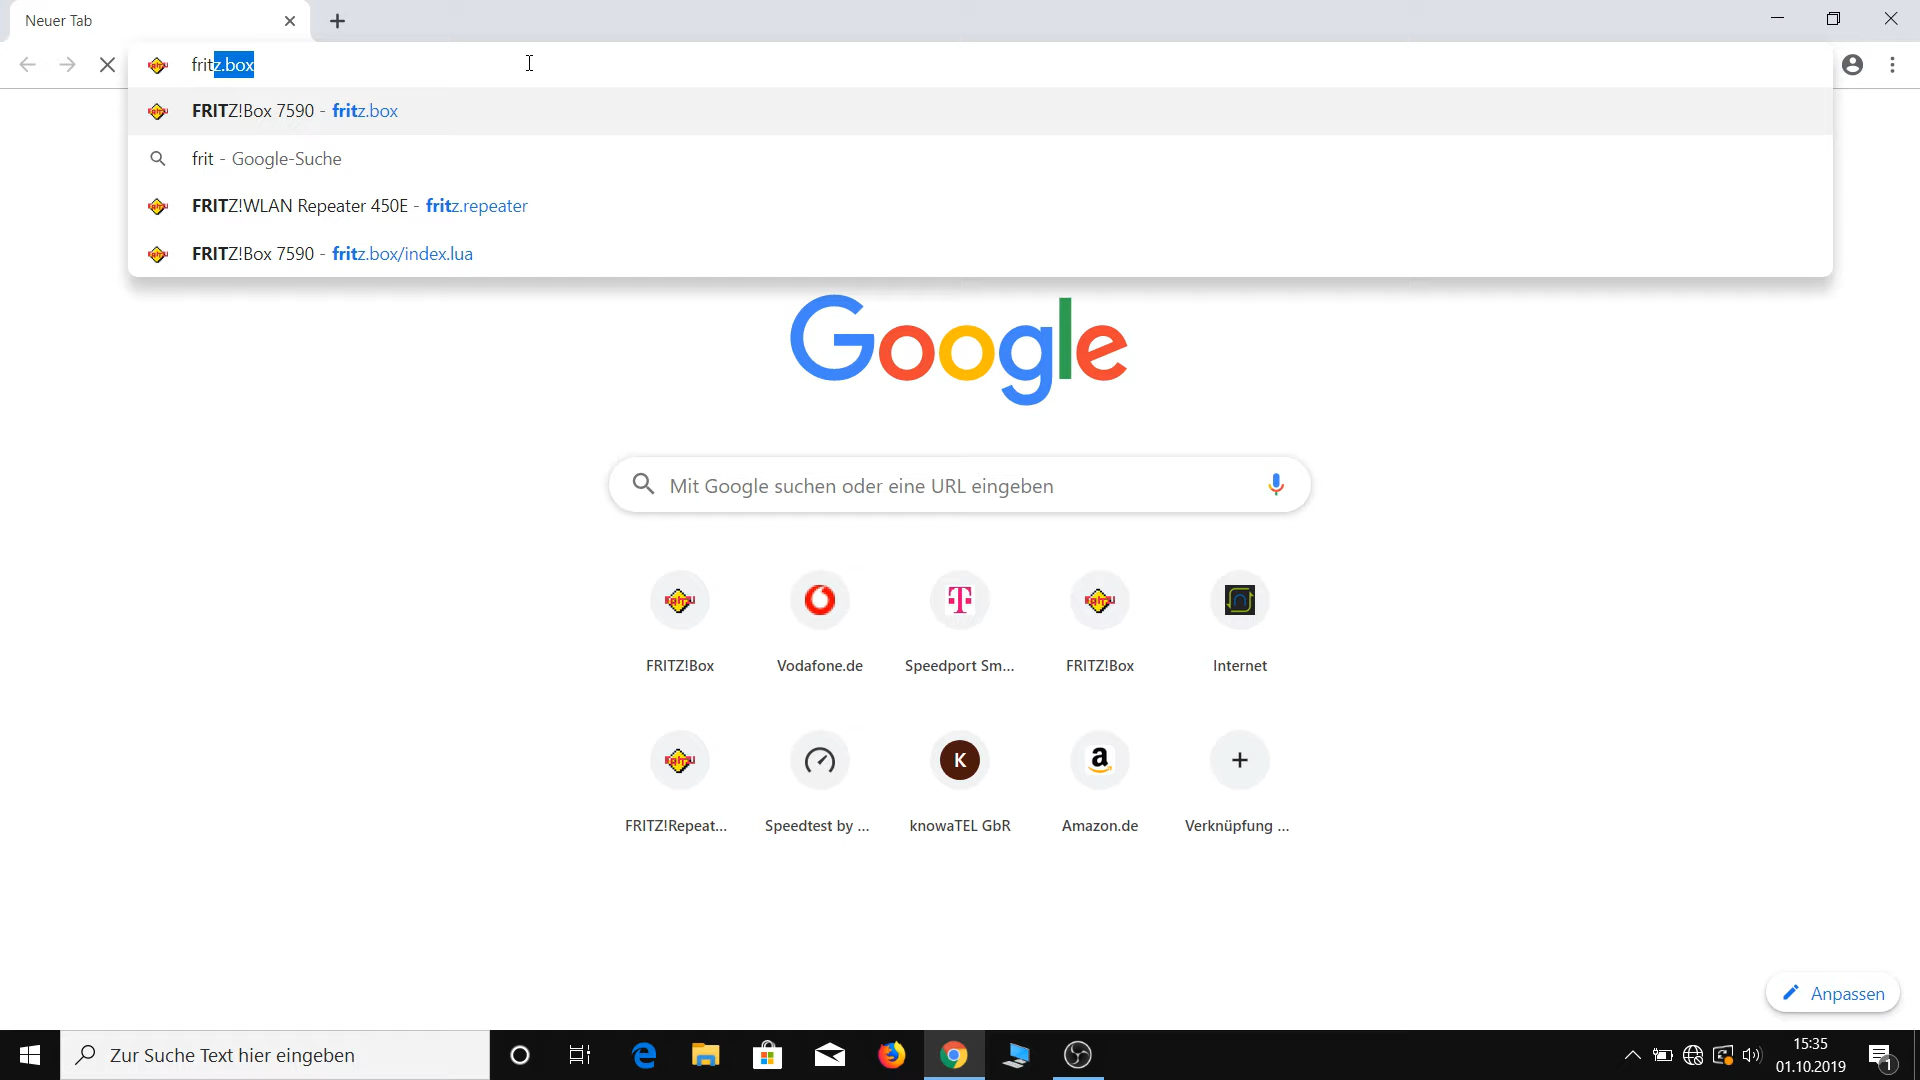 Neuer Tab
fritz.box
FRITZ!Box 7590 - fritz.box
frit - Google-Suche
FRITZ!WLAN Repeater 450E - fritz.repeater
FRITZ!Box 7590 - fritz.box/index.lua
Google
Mit Google suchen oder eine URL eingeben
FRITZ!Box
Vodafone.de
Speedport Sm...
FRITZ!Box
Internet
K
FRITZ!Repeat...
Speedtest by ...
knowaTEL GbR
Amazon.de
Verknüpfung ...
Anpassen
Zur Suche Text hier eingeben
15:35
01.10.2019
1